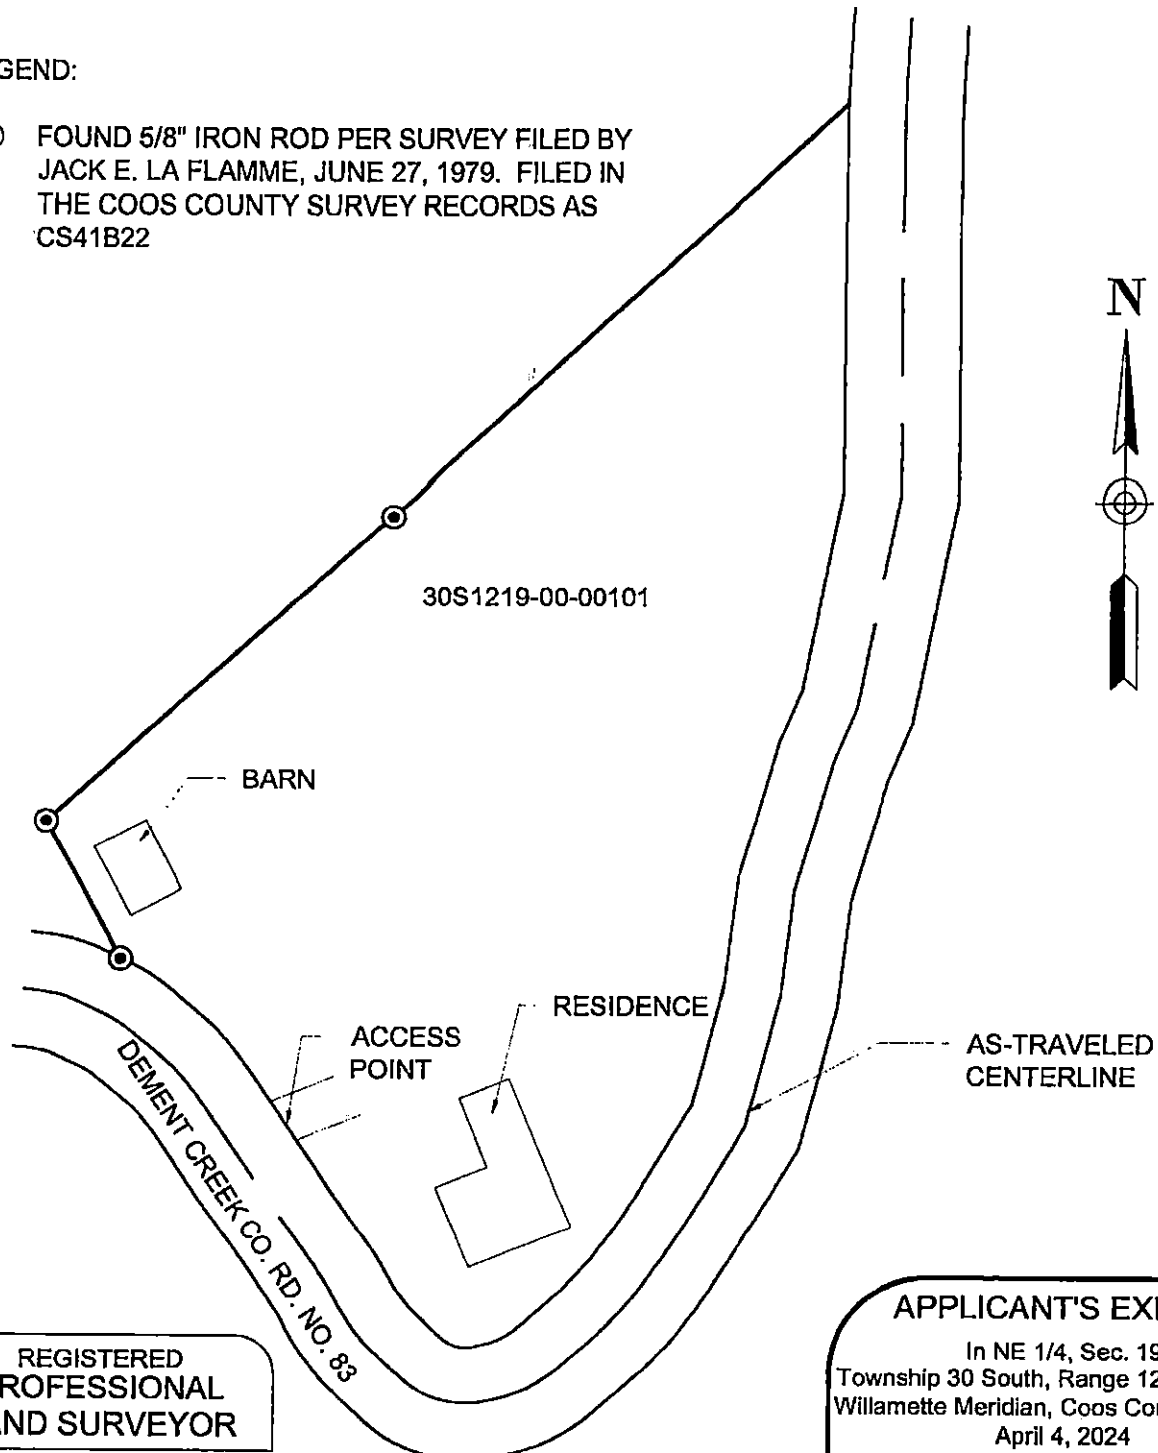 GEND:
FOUND 5/8" IRON ROD PER SURVEY FILED BY
JACK E. LA FLAMME, JUNE 27, 1979. FILED IN
THE COOS COUNTY SURVEY RECORDS AS
CS41B22
N
30S1219-00-00101
BARN
RESIDENCE
ACCESS
POINT
AS-TRAVELED
CENTERLINE
DEMENT CREEK CO. RD. NO. 83
REGISTERED
ROFESSIONAL
AND SURVEYOR
APPLICANT'S EX
In NE 1/4, Sec. 19
Township 30 South, Range 12
Willamette Meridian, Coos Co
April 4, 2024